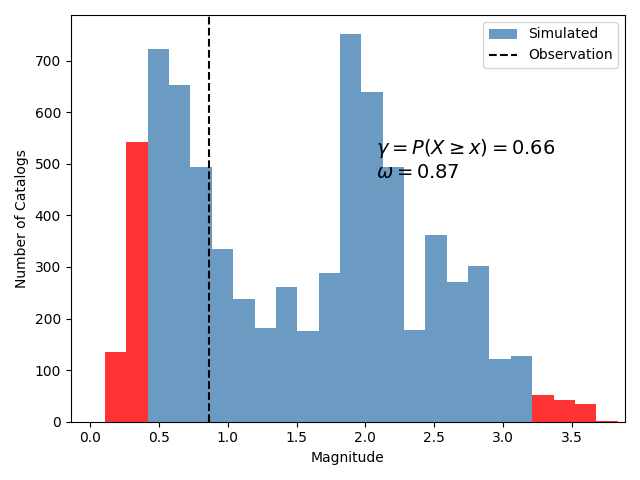 Simulated
Observation
γ = P(X ≥ x) = 0.66
ω = 0.87
Number of Catalogs
700
600
500
400
300
200
100
0
0.0 0.5 1.0 1.5 2.0 2.5 3.0 3.5
Magnitude